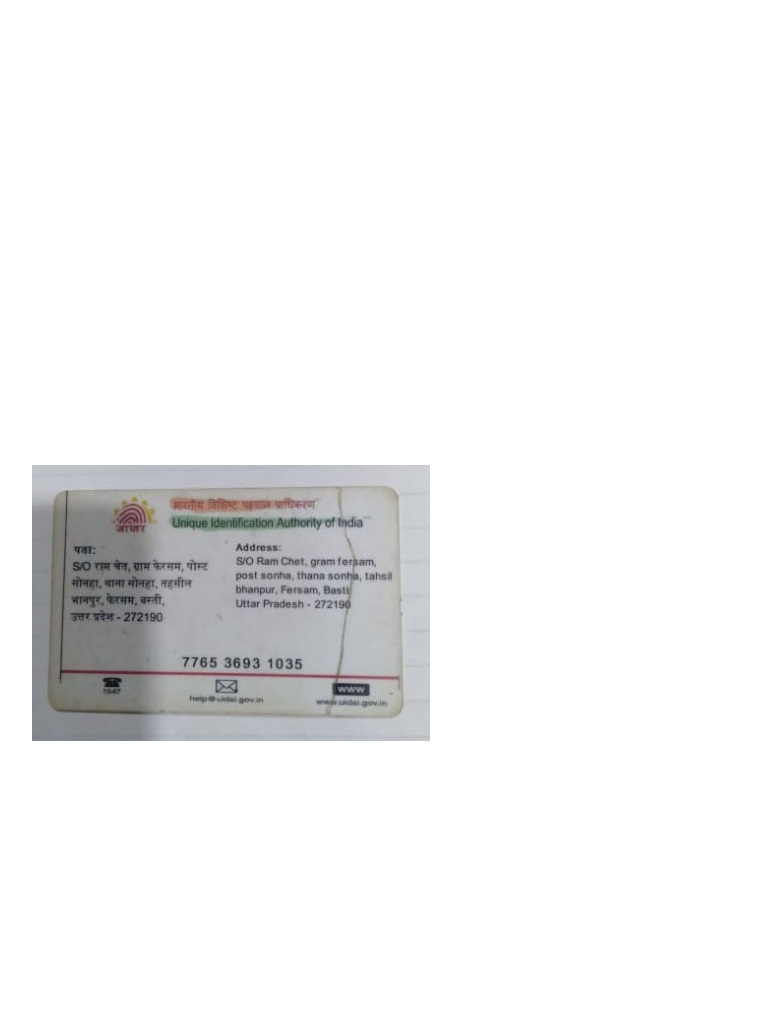 भारतीय विशिष्ट पहचान प्राधिकरण
Unique Identification Authority of India
आधार
पता:
S/O राम चेत, ग्राम फेरसम, पोस्ट
सोनहा, थाना सोनहा, तहसील
भानपुर, फेरसम, बस्ती,
उत्तर प्रदेश - 272190
Address:
S/O Ram Chet, gram fersam,
post sonha, thana sonha, tahsil
bhanpur, Fersam, Basti
Uttar Pradesh - 272190
7765 3693 1035
1947
help@uidai.gov.in
www
www.uidai.gov.in